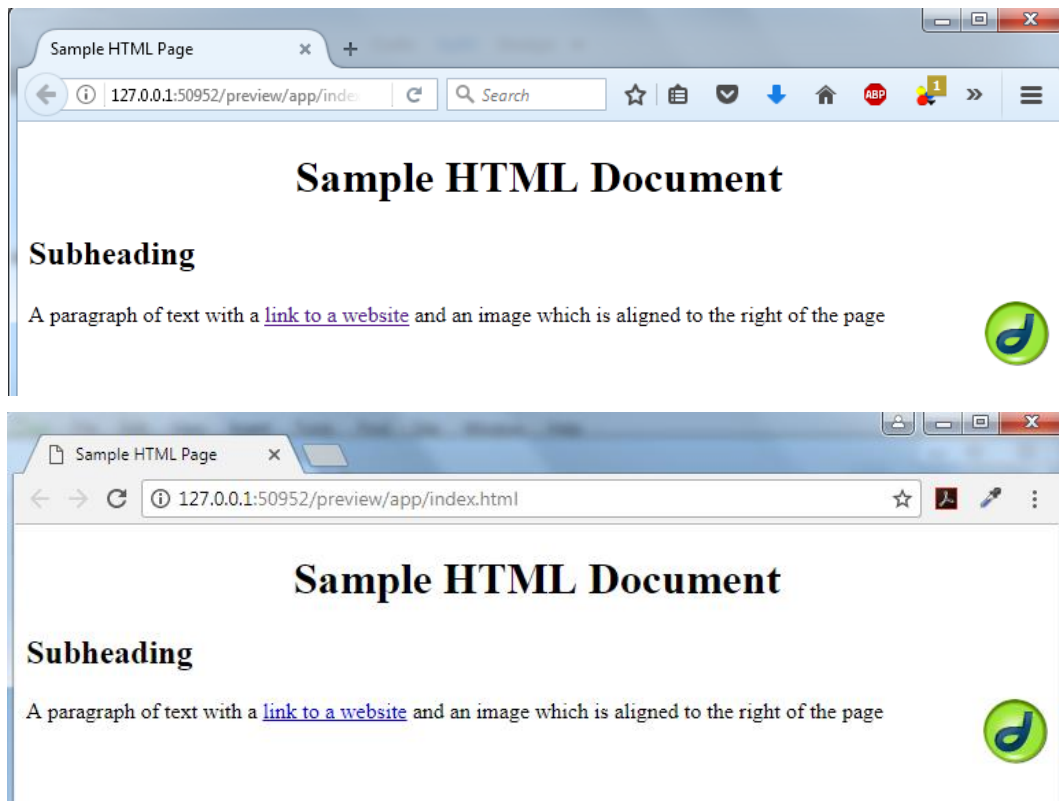 Sample HTML Page
127.0.0.1:50952/preview/app/inde
Search
ABP
1
Sample HTML Document
Subheading
A paragraph of text with a link to a website and an image which is aligned to the right of the page
d
Sample HTML Page
127.0.0.1:50952/preview/app/index.html
Sample HTML Document
Subheading
A paragraph of text with a link to a website and an image which is aligned to the right of the page
d